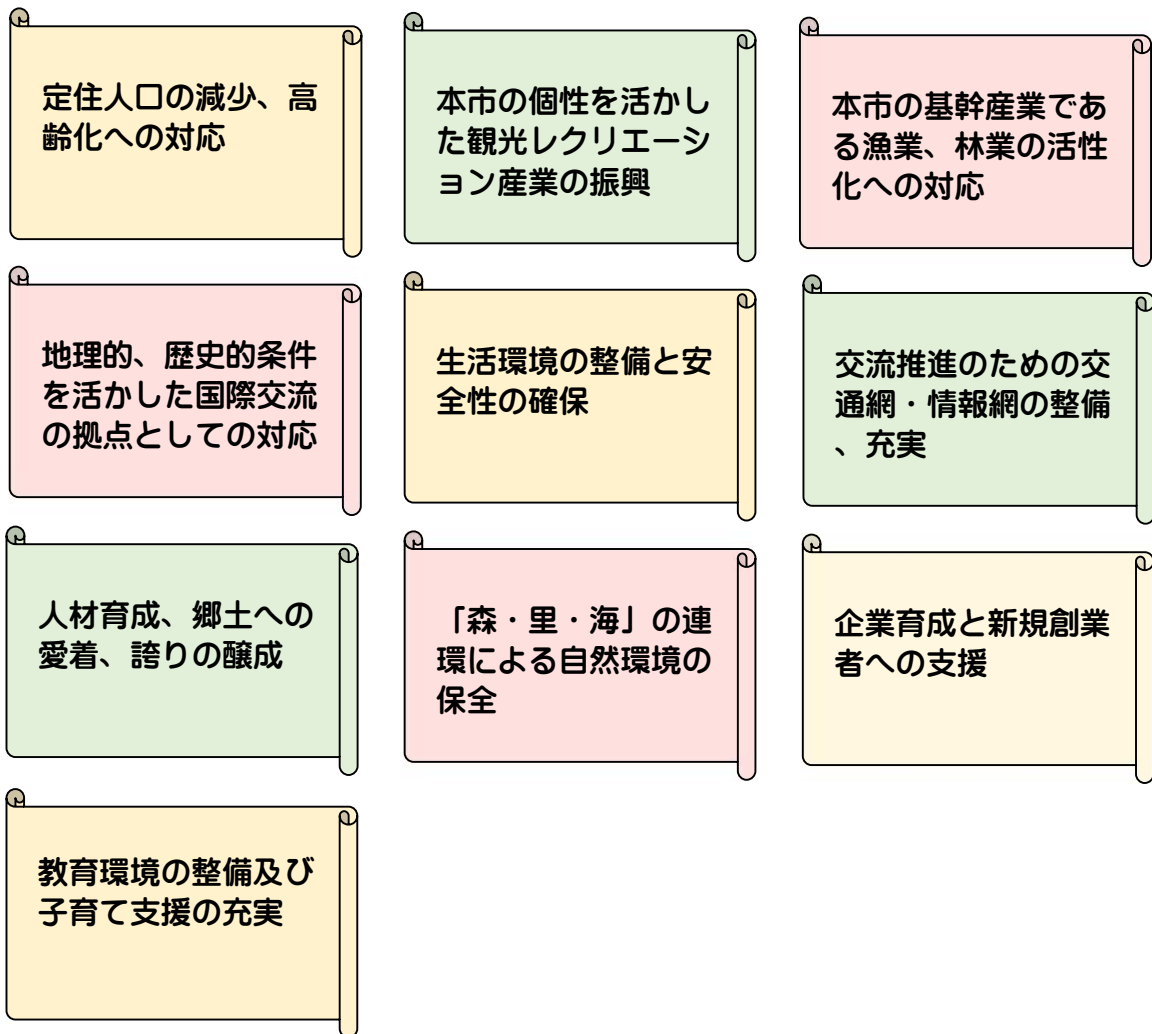 定住人口の減少、高
齢化への対応
本市の個性を活かし
た観光レクリエーシ
ョン産業の振興
本市の基幹産業であ
る漁業、林業の活性
化への対応
地理的、歴史的条件
を活かした国際交流
の拠点としての対応
生活環境の整備と安
全性の確保
交流推進のための交
通網・情報網の整備
、充実
人材育成、郷土への
愛着、誇りの醸成
「森・里・海」の連
環による自然環境の
保全
企業育成と新規創業
者への支援
教育環境の整備及び
子育て支援の充実